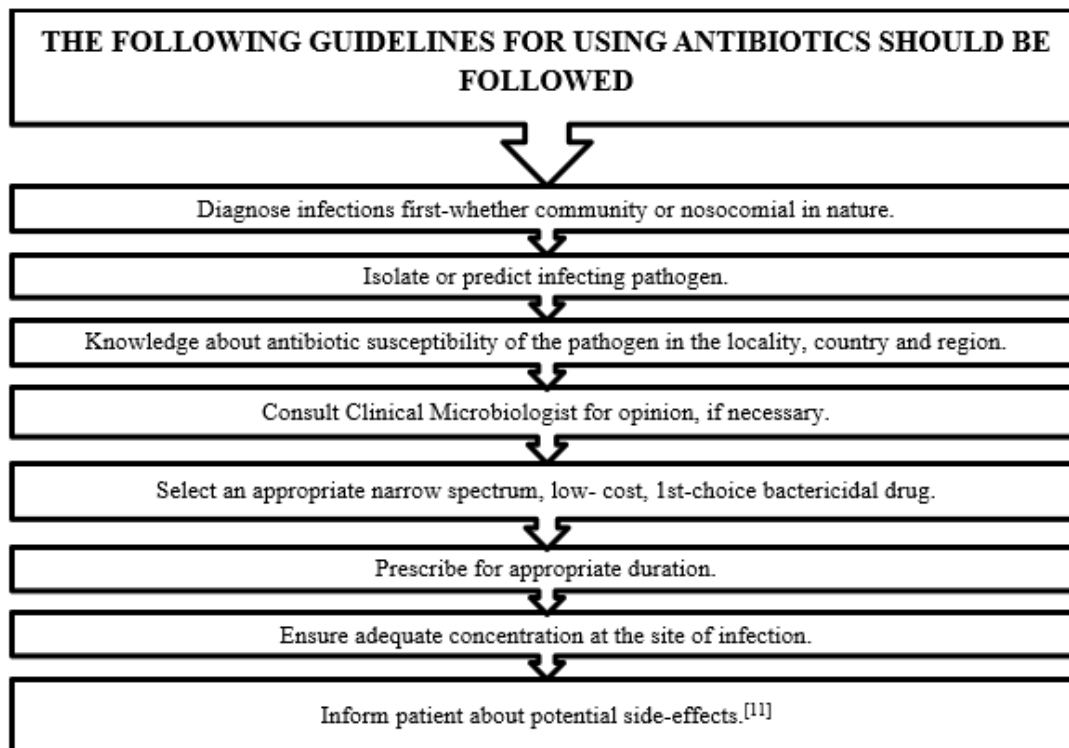 THE FOLLOWING GUIDELINES FOR USING ANTIBIOTICS SHOULD BE
FOLLOWED
Diagnose infections first-whether community or nosocomial in nature.
Isolate or predict infecting pathogen.
Knowledge about antibiotic susceptibility of the pathogen in the locality, country and region.
Consult Clinical Microbiologist for opinion, if necessary.
Select an appropriate narrow spectrum, low- cost, 1st-choice bactericidal drug.
Prescribe for appropriate duration.
Ensure adequate concentration at the site of infection.
Inform patient about potential side-effects.[11]